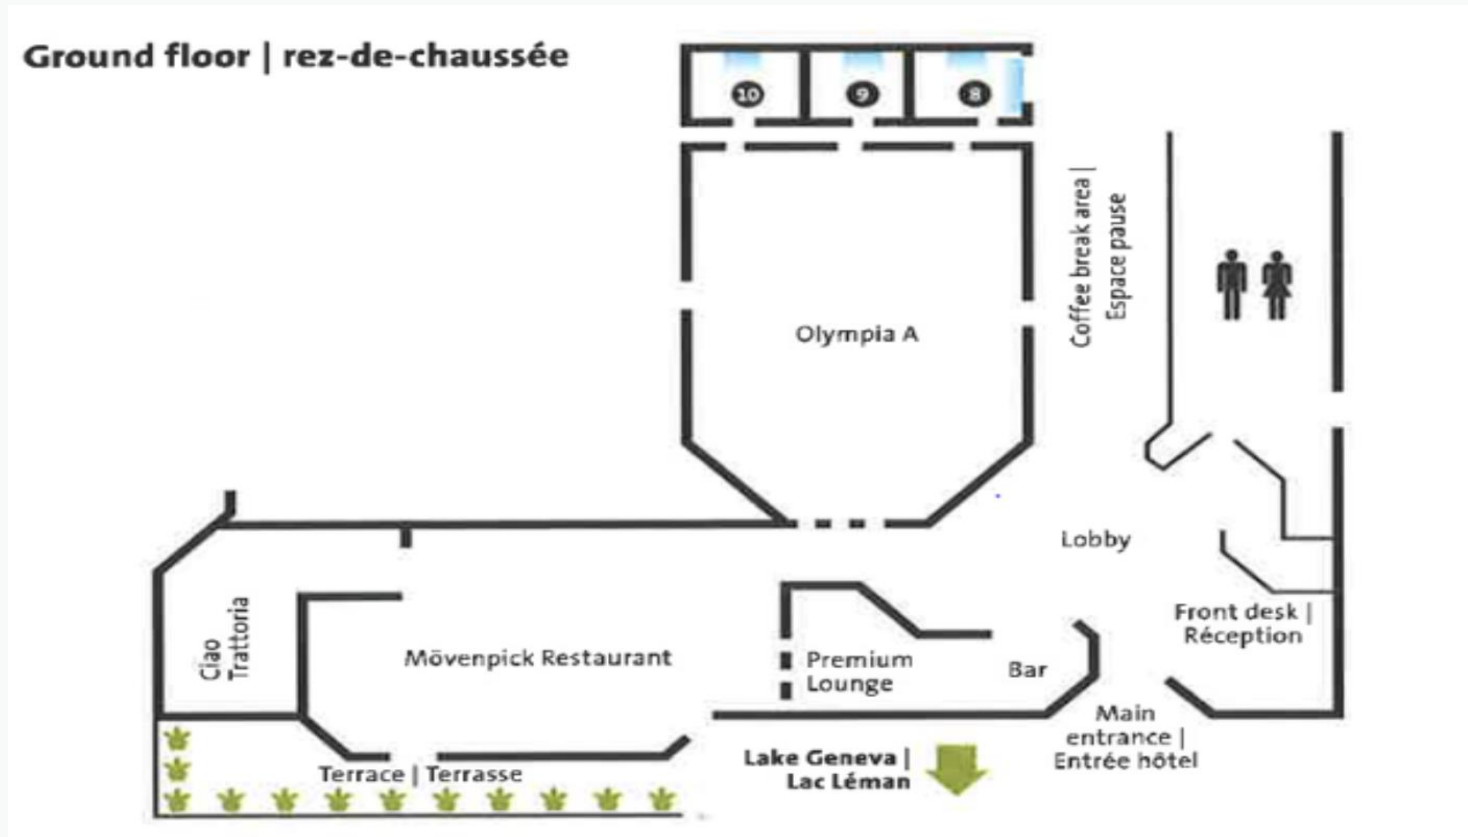 Ground floor | rez-de-chaussée
10
9
8
Coffee break area |
Espace pause
Olympia A
Lobby
Ciao
Trattoria
Mövenpick Restaurant
Premium
Lounge
Bar
Front desk |
Réception
Main
entrance |
Entrée hôtel
Lake Geneva |
Lac Léman
Terrace | Terrasse